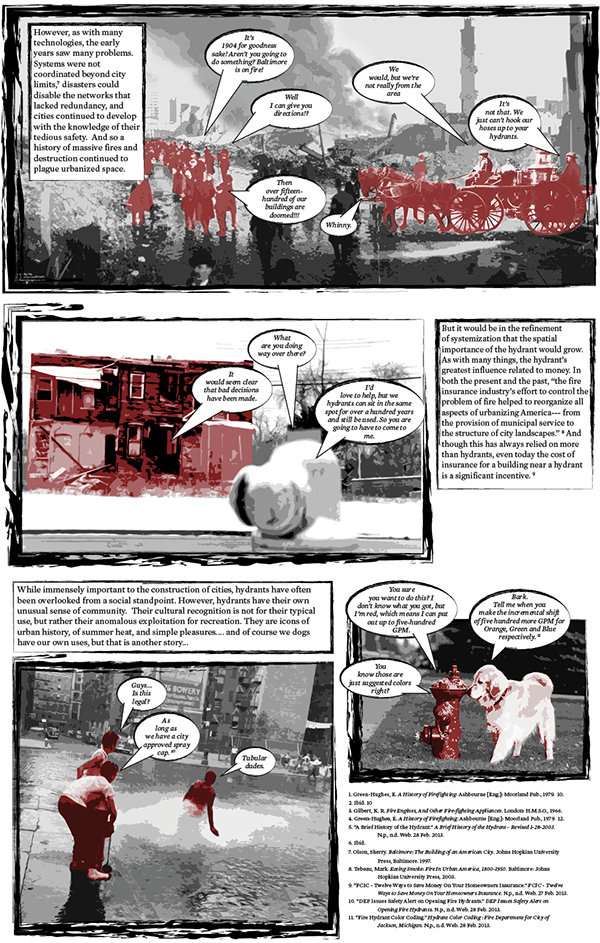 However, as with many
technologies, the early
years saw many problems.
Systems were not
coordinated beyond city
limits,⁷ disasters could
disable the networks that
lacked redundancy, and
cities continued to develop
with the knowledge of their
tedious safety.  And so a
history of massive fires and
destruction continued to
plague urbanized space.
It's
1904 for goodness
sake! Aren't you going to
do something? Baltimore
is on fire!
Well
I can give you
directions!?
We
would, but we're
not really from the
area
It's
not that. We
just can't hook our
hoses up to your
hydrants.
Then
over fifteen-
hundred of our
buildings are
doomed!!!
Whinny.
What
are you doing
way over there?
It
would seem clear
that bad decisions
have been made.
I'd
love to help, but we
hydrants can sit in the same
spot for over a hundred years
and still be used. So you are
going to have to come to
me.
But it would be in the refinement
of systemization that the spatial
importance of the hydrant would grow.
As with many things, the hydrant's
greatest influence related to money. In
both the present and the past, "the fire
insurance industry's effort to control the
problem of fire helped to reorganize all
aspects of urbanizing America--- from
the provision of municipal service to
the structure of city landscapes." ⁸ And
though this has always relied on more
than hydrants, even today the cost of
insurance for a building near a hydrant
is a significant incentive. ⁹
While immensely important to the construction of cities, hydrants have often
been overlooked from a social standpoint. However, hydrants have their own
unusual sense of community.  Their cultural recognition is not for their typical
use, but rather their anomalous exploitation for recreation. They are icons of
urban history, of summer heat, and simple pleasures.... and of course we dogs
have our own uses, but that is another story...
Guys...
Is this
legal?
As
long as
we have a city
approved spray
cap.¹⁰
Tubular
dudes.
BOWERY
You sure
you want to do this? I
don't know what you got, but
I'm red, which means I can put
out up to five-hundred
GPM.
Bark.
Tell me when you
make the incremental shift
of five hundred more GPM for
Orange, Green and Blue
respectively. ¹¹
You
know those are
just suggested colors
right?
1. Green-Hughes, E. A History of Firefighting. Ashbourne [Eng.]: Moorland Pub., 1979. 10.
2. Ibid. 10
3. Gilbert, K. R. Fire Engines, And Other Fire-fighting Appliances. London: H.M.S.O., 1966.
4. Green-Hughes, E. A History of Firefighting. Ashbourne [Eng.]: Moorland Pub., 1979. 12.
5. "A Brief History of the Hydrant." A Brief History of the Hydrant - Revised 1-28-2003.
N.p., n.d. Web. 28 Feb. 2013.
6. Ibid.
7. Olson, Sherry. Baltimore: The Building of an American City. Johns Hopkins University
Press, Baltimore. 1997.
8. Tebeau, Mark. Eating Smoke: Fire In Urban America, 1800-1950. Baltimore: Johns
Hopkins University Press, 2003.
9. "FCIC - Twelve Ways to Save Money On Your Homeowners Insurance." FCIC - Twelve
Ways to Save Money On Your Homeowners Insurance. N.p., n.d. Web. 27 Feb. 2013.
10. "DEP Issues Safety Alert on Opening Fire Hydrants." DEP Issues Safety Alert on
Opening Fire Hydrants. N.p., n.d. Web. 28 Feb. 2013.
11. "Fire Hydrant Color Coding." Hydrant Color Coding : Fire Department for City of
Jackson, Michigan. N.p., n.d. Web. 28 Feb. 2013.